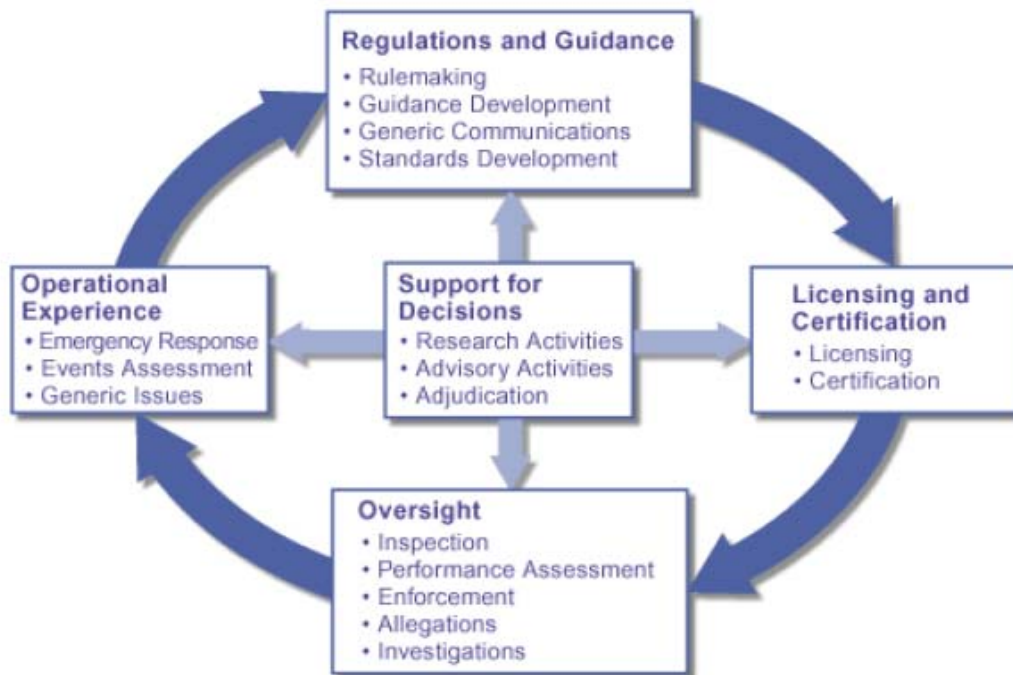 Regulations and Guidance
• Rulemaking
• Guidance Development
• Generic Communications
• Standards Development
Operational
Experience
• Emergency Response
• Events Assessment
• Generic Issues
Support for
Decisions
• Research Activities
• Advisory Activities
• Adjudication
Licensing and
Certification
• Licensing
• Certification
Oversight
• Inspection
• Performance Assessment
• Enforcement
• Allegations
• Investigations